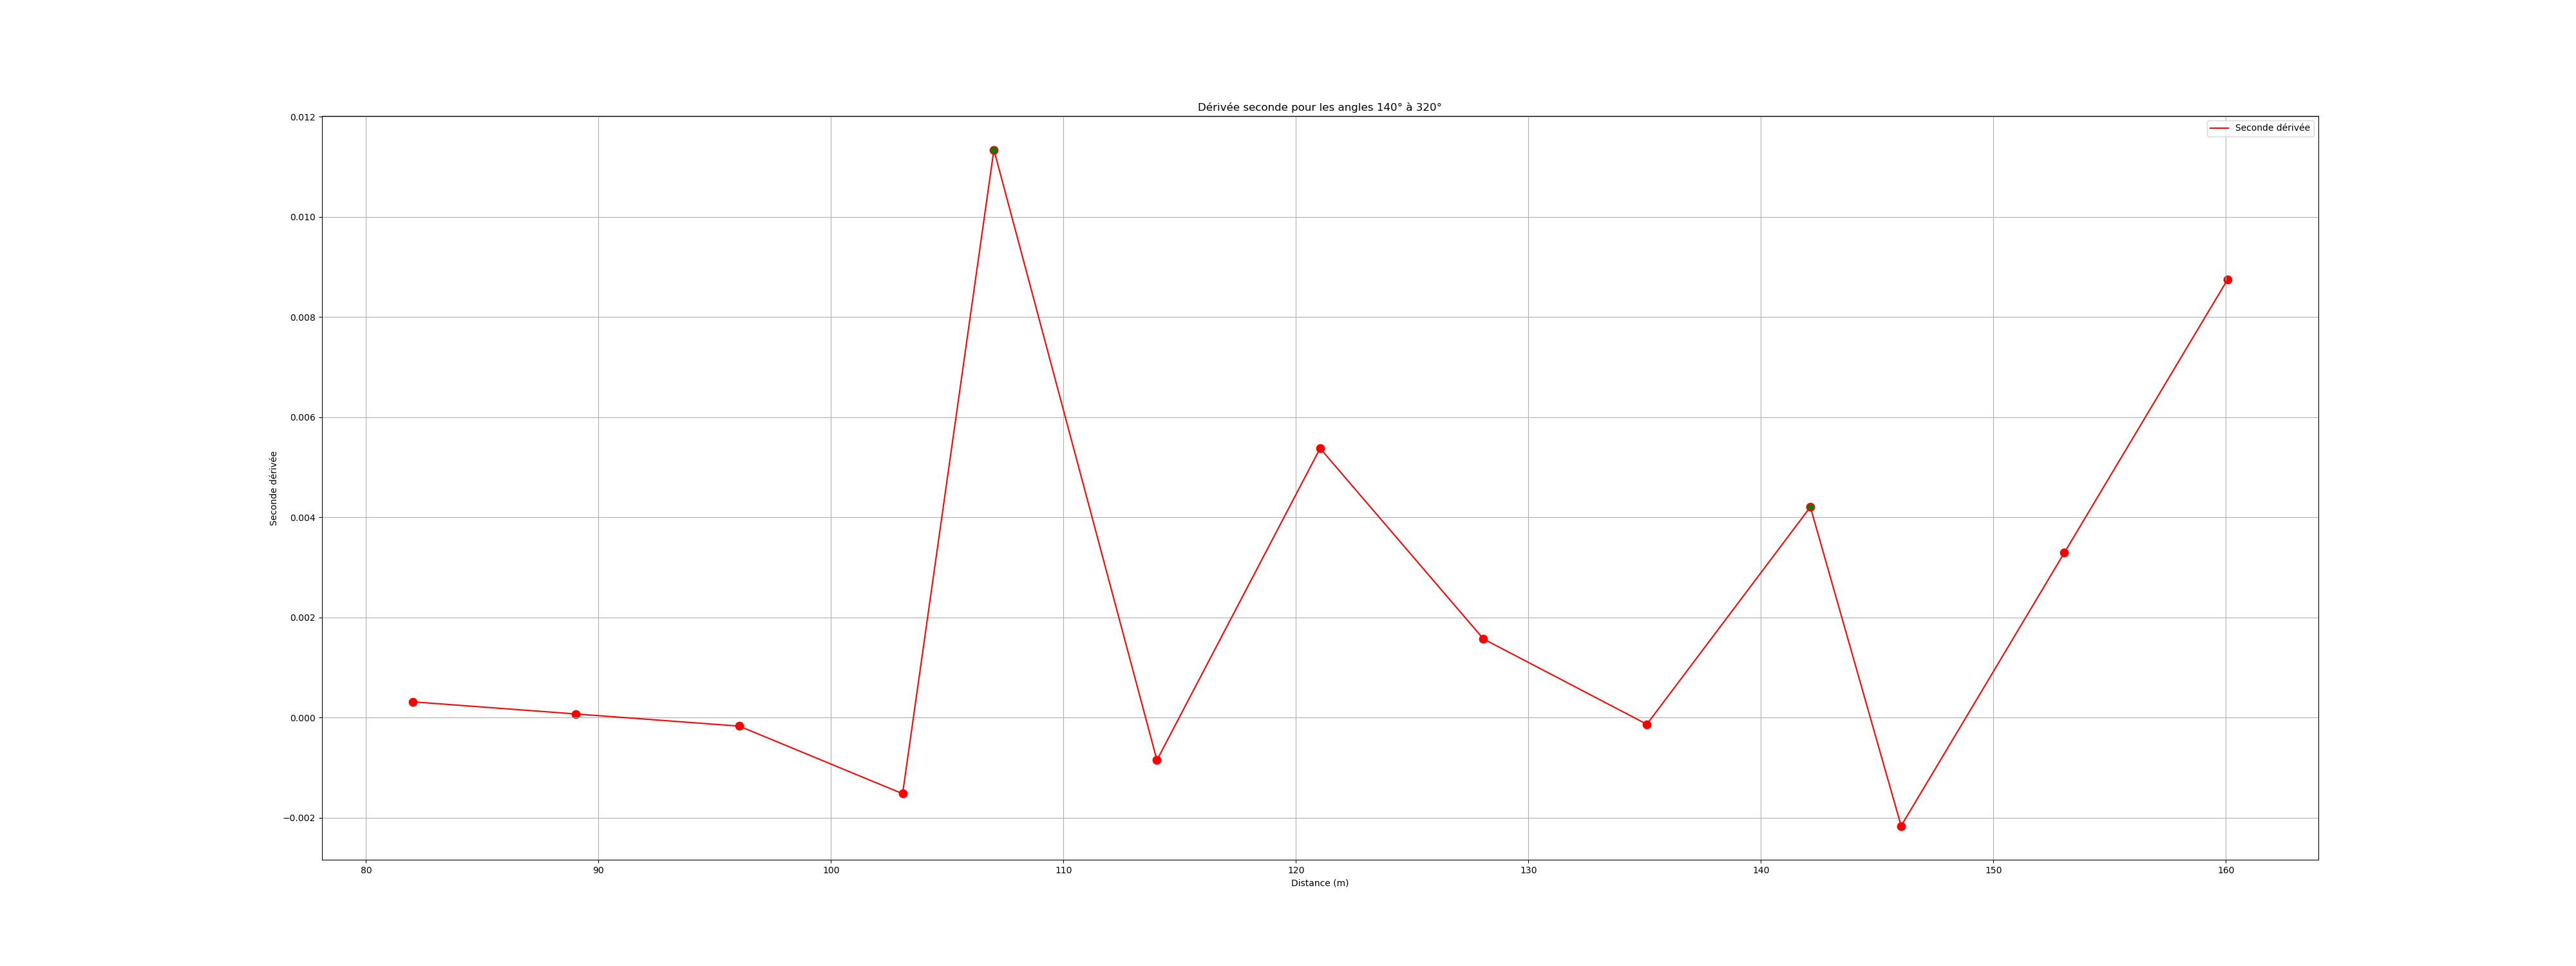 Dérivée seconde pour les angles 140° à 320°
Seconde dérivée
0.012
0.010
0.008
0.006
0.004
0.002
0.000
−0.002
Seconde dérivée
80 90 100 110 120 130 140 150 160
Distance (m)